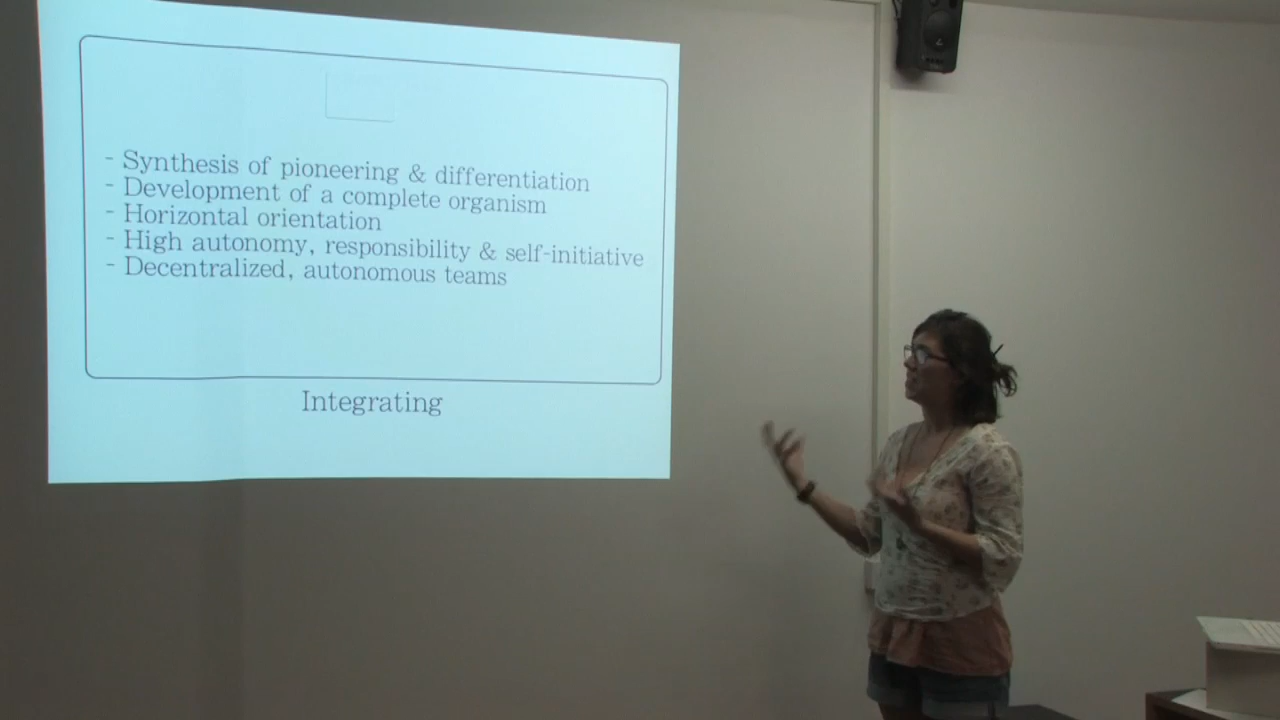 - Synthesis of pioneering & differentiation
- Development of a complete organism
- Horizontal orientation
- High autonomy, responsibility & self-initiative
- Decentralized, autonomous teams
Integrating